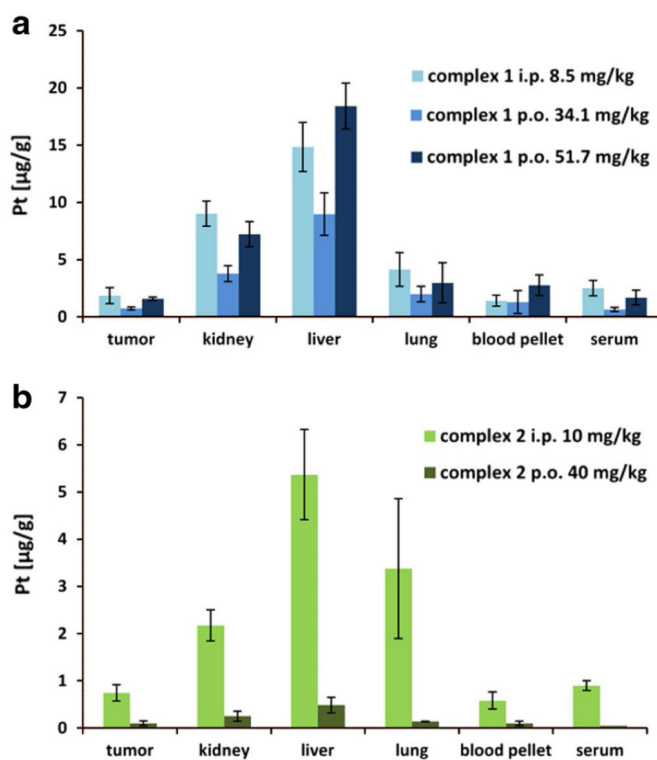 a
25
20
15
10
5
0
Pt [µg/g]
complex 1 i.p. 8.5 mg/kg
complex 1 p.o. 34.1 mg/kg
complex 1 p.o. 51.7 mg/kg
tumor kidney liver lung blood pellet serum
b
7
6
5
4
3
2
1
0
Pt [µg/g]
complex 2 i.p. 10 mg/kg
complex 2 p.o. 40 mg/kg
tumor kidney liver lung blood pellet serum